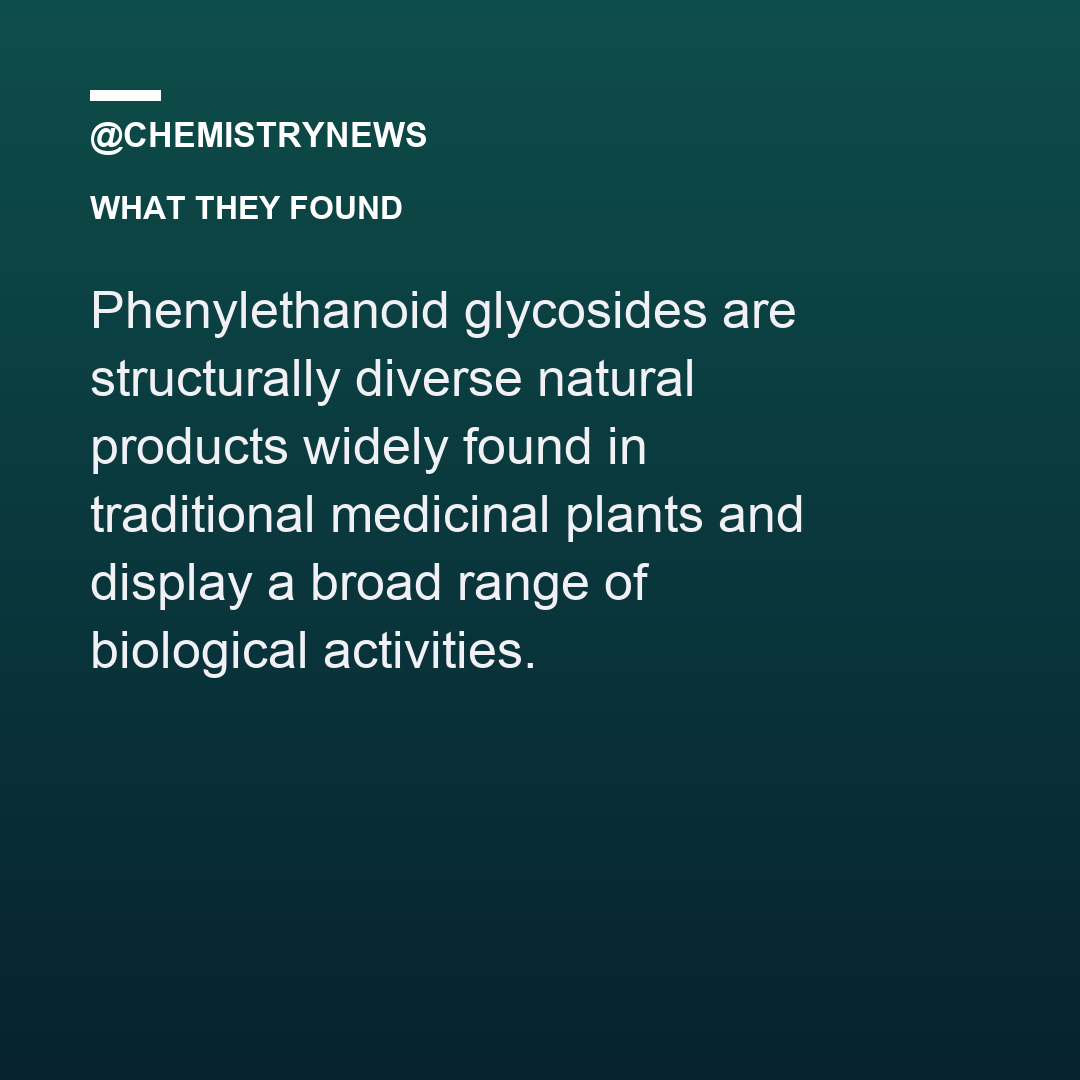 @CHEMISTRYNEWS
WHAT THEY FOUND
Phenylethanoid glycosides are
structurally diverse natural
products widely found in
traditional medicinal plants and
display a broad range of
biological activities.